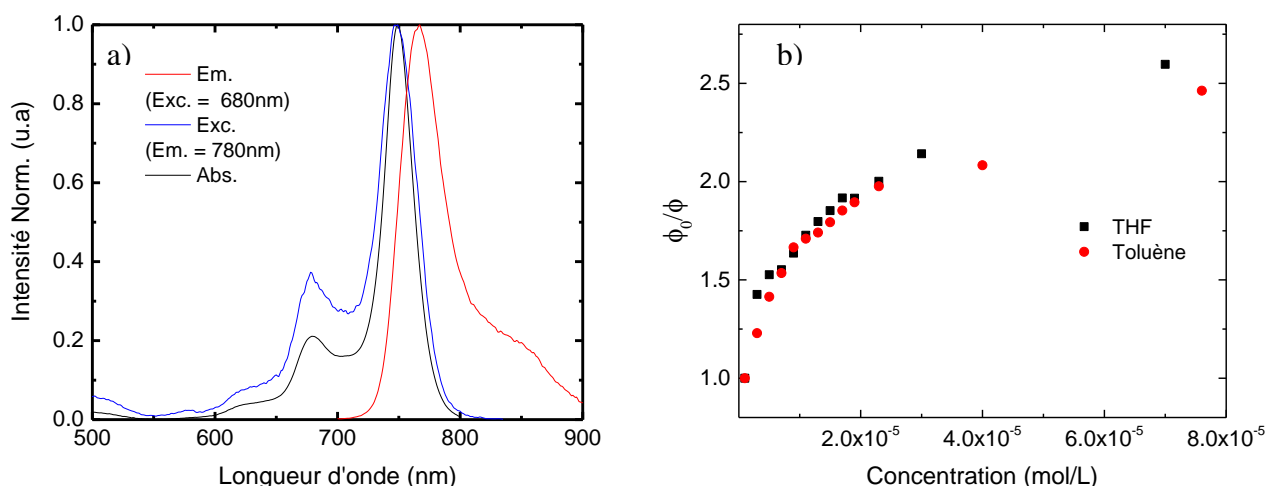 a)
1.0
0.8
0.6
0.4
0.2
0.0
Intensité Norm. (u.a)
Em.
(Exc. = 680nm)
Exc.
(Em. = 780nm)
Abs.
500
600
700
800
900
Longueur d'onde (nm)
b)
2.5
2.0
1.5
1.0
ϕ₀/ϕ
THF
Toluène
2.0x10⁻⁵
4.0x10⁻⁵
6.0x10⁻⁵
8.0x10⁻⁵
Concentration (mol/L)